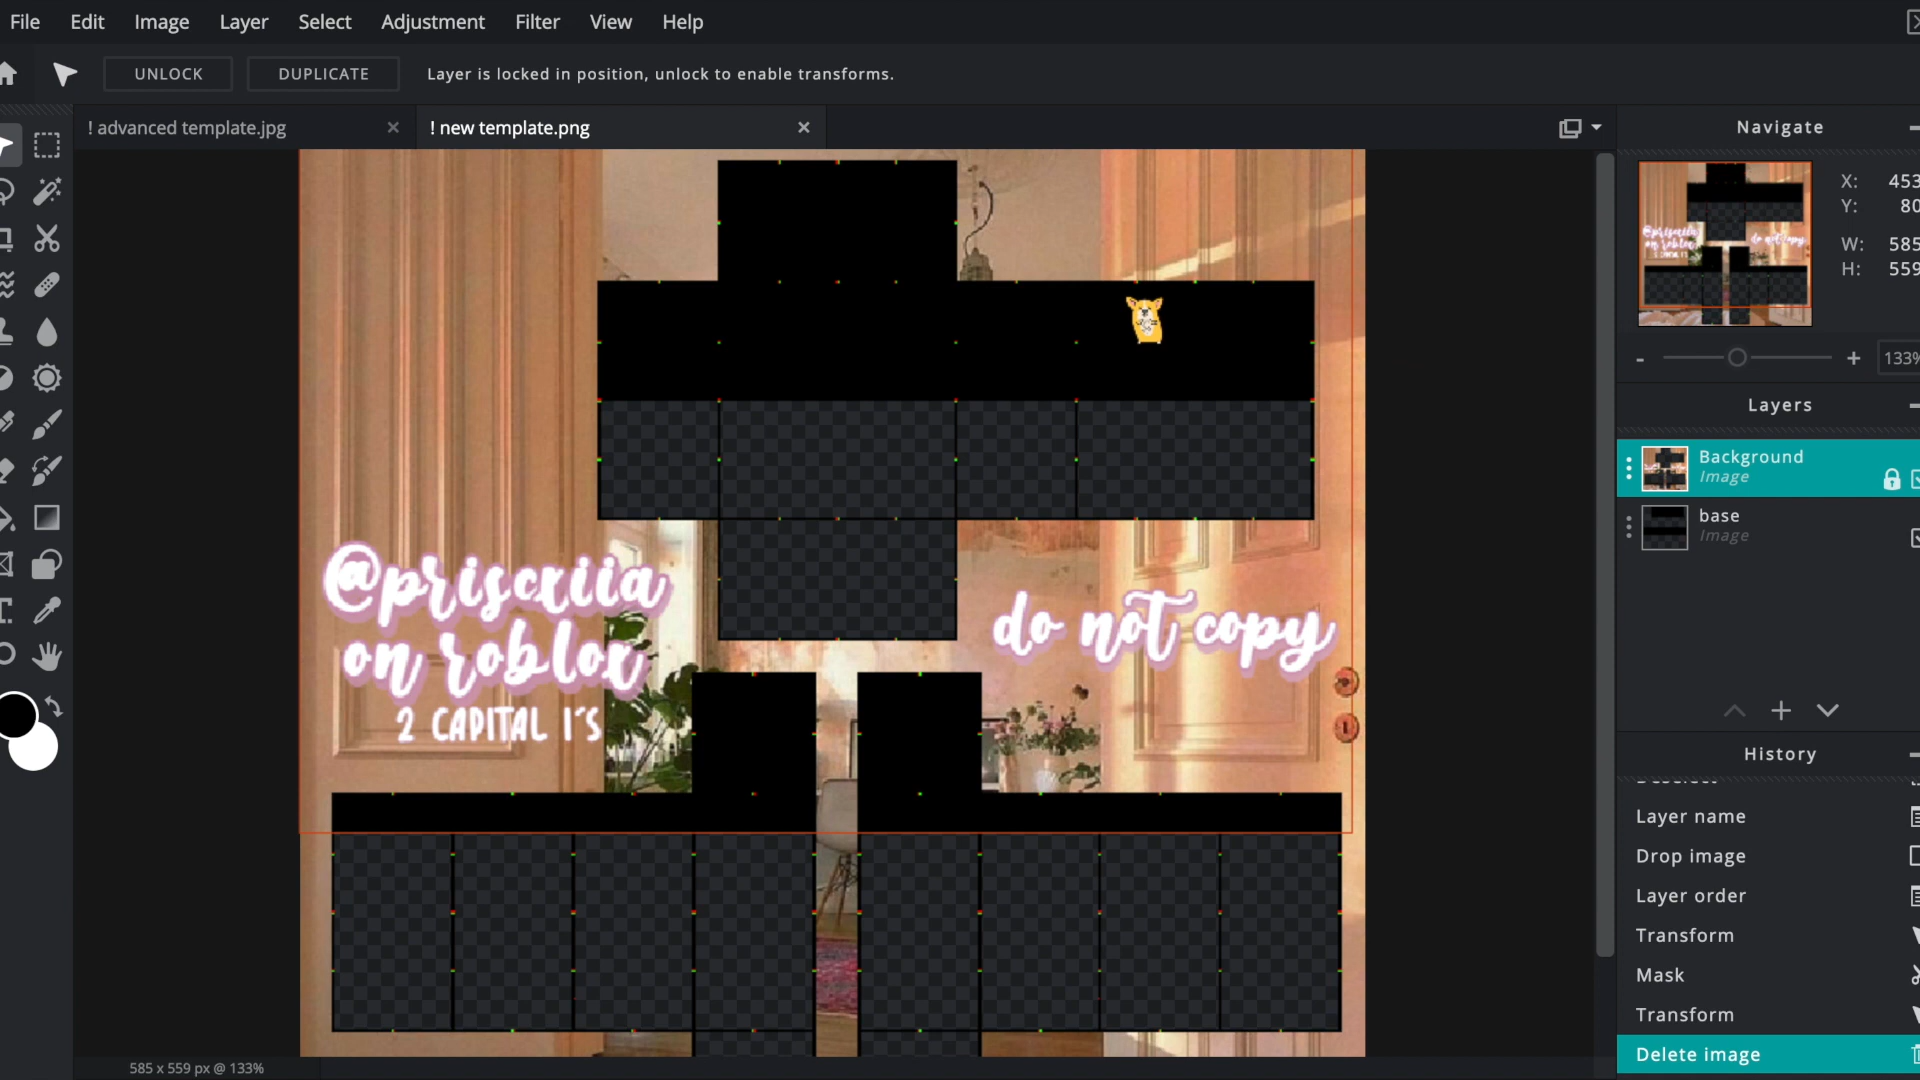 File Edit Image Layer Select Adjustment Filter View Help
UNLOCK DUPLICATE Layer is locked in position, unlock to enable transforms.
! advanced template.jpg ! new template.png
Navigate
X: 453
Y: 80
W: 585
H: 559
133%
Layers
Background
Image
base
Image
@priscxiia
on roblox
2 CAPITAL I'S
do not copy
History
Deselect
Layer name
Drop image
Layer order
Transform
Mask
Transform
Delete image
585 x 559 px @ 133%